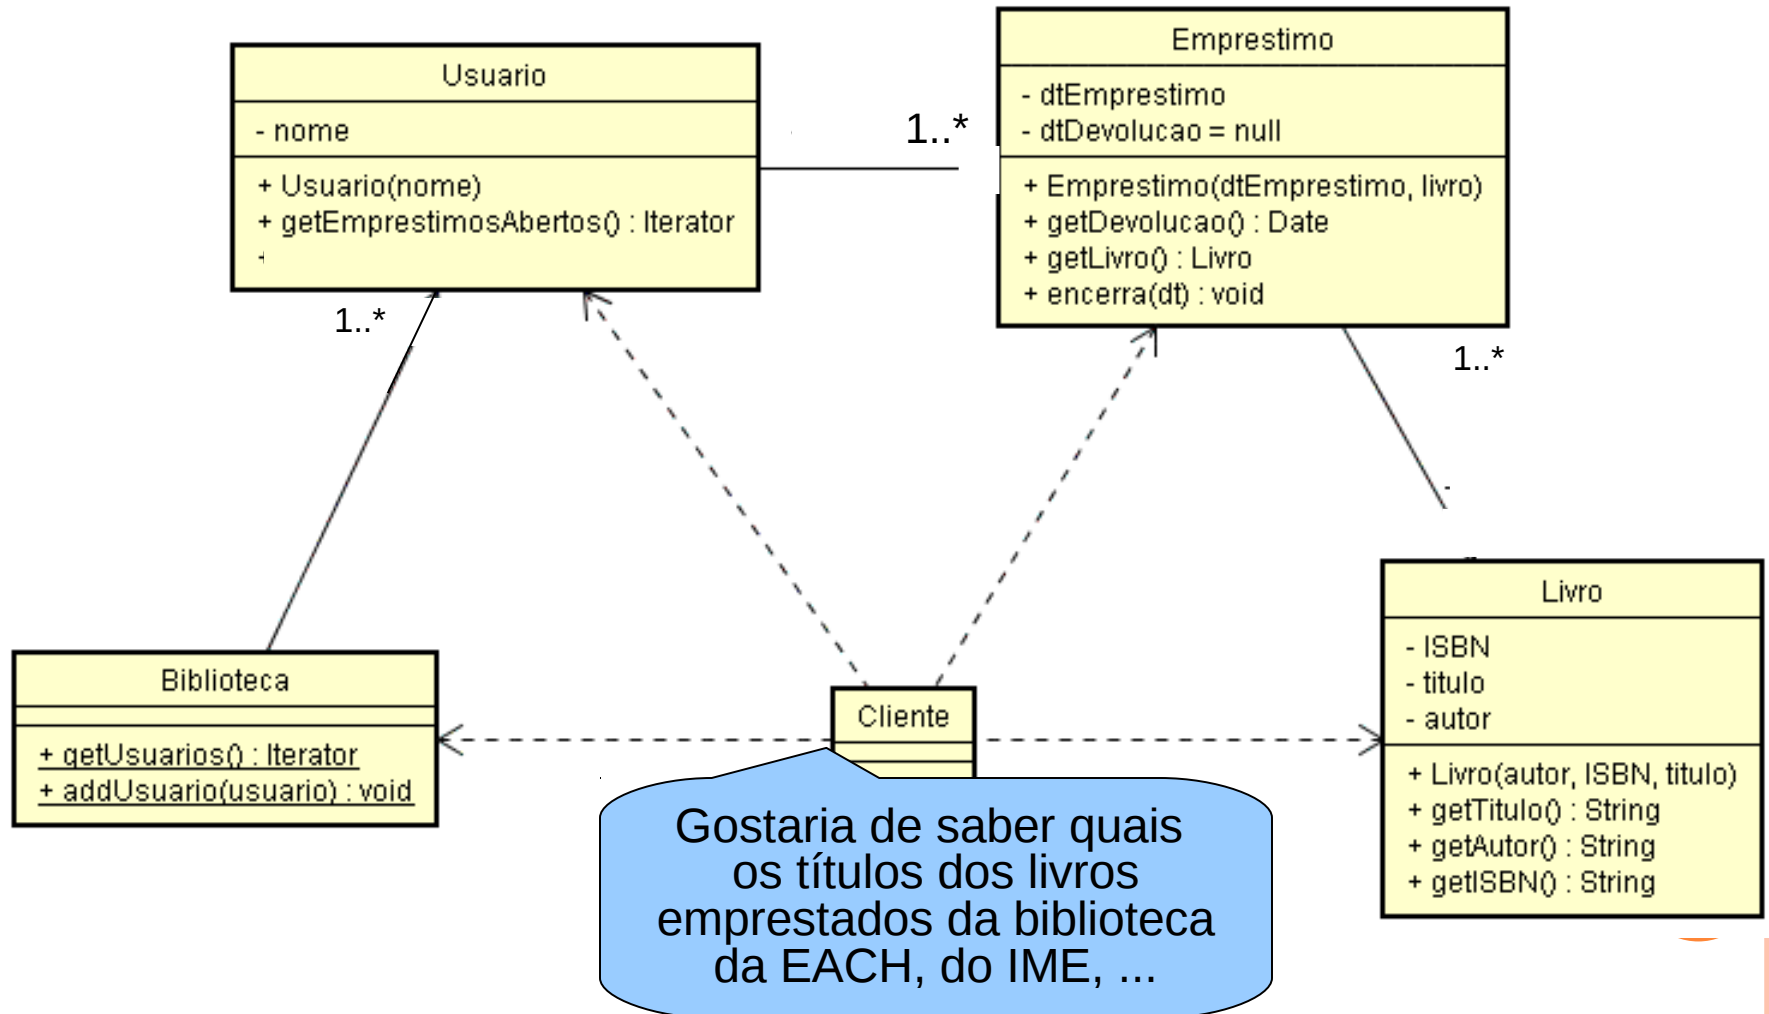 Usuario
- nome
+ Usuario(nome)
+ getEmprestimosAbertos() : Iterator
1..*
Emprestimo
- dtEmprestimo
- dtDevolucao = null
+ Emprestimo(dtEmprestimo, livro)
+ getDevolucao() : Date
+ getLivro() : Livro
+ encerra(dt) : void
1..*
1..*
Biblioteca
+ getUsuarios() : Iterator
+ addUsuario(usuario) : void
Cliente
Livro
- ISBN
- titulo
- autor
+ Livro(autor, ISBN, titulo)
+ getTitulo() : String
+ getAutor() : String
+ getISBN() : String
Gostaria de saber quais
os títulos dos livros
emprestados da biblioteca
da EACH, do IME, ...